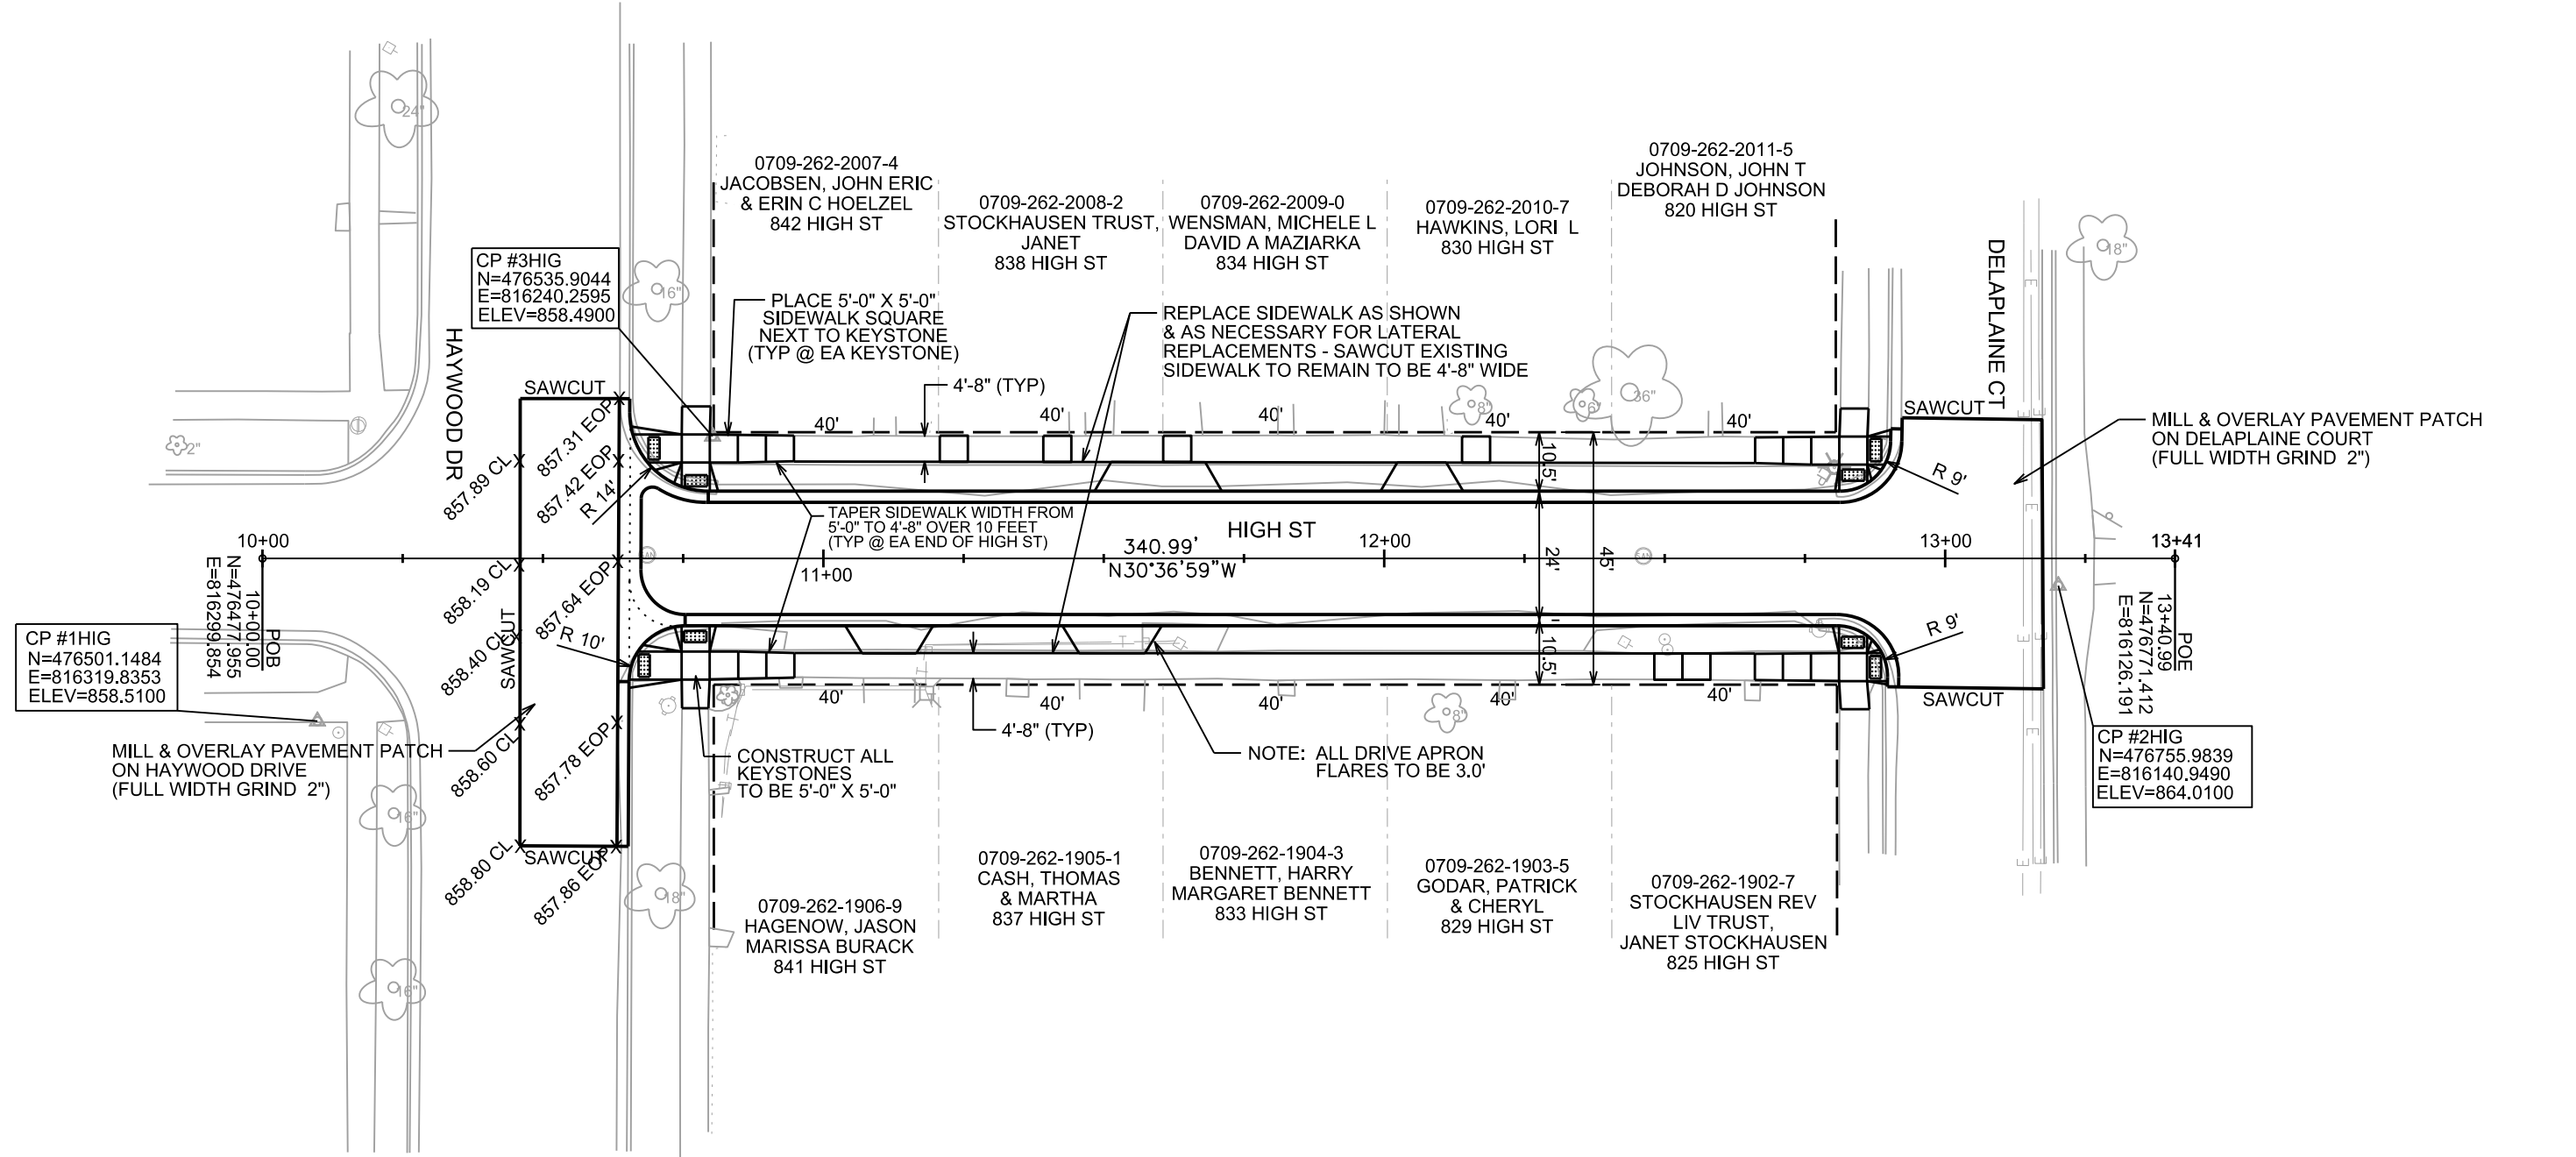 24"
0709-262-2007-4
JACOBSEN, JOHN ERIC
& ERIN C HOELZEL
842 HIGH ST
0709-262-2008-2
STOCKHAUSEN TRUST,
JANET
838 HIGH ST
0709-262-2009-0
WENSMAN, MICHELE L
DAVID A MAZIARKA
834 HIGH ST
0709-262-2010-7
HAWKINS, LORI L
830 HIGH ST
0709-262-2011-5
JOHNSON, JOHN T
DEBORAH D JOHNSON
820 HIGH ST
18"
CP #3HIG
N=476535.9044
E=816240.2595
ELEV=858.4900
16"
HAYWOOD DR
DELAPLAINE CT
PLACE 5'-0" X 5'-0"
SIDEWALK SQUARE
NEXT TO KEYSTONE
(TYP @ EA KEYSTONE)
REPLACE SIDEWALK AS SHOWN
& AS NECESSARY FOR LATERAL
REPLACEMENTS - SAWCUT EXISTING
SIDEWALK TO REMAIN TO BE 4'-8" WIDE
4'-8" (TYP)
8"
6"
36"
SAWCUT
SAWCUT
40'
40'
40'
40'
40'
MILL & OVERLAY PAVEMENT PATCH
ON DELAPLAINE COURT
(FULL WIDTH GRIND 2")
2"
857.31 EOP
857.89 CL
857.42 EOP
R 14'
R 9'
10.5'
TAPER SIDEWALK WIDTH FROM
5'-0" TO 4'-8" OVER 10 FEET
(TYP @ EA END OF HIGH ST)
HIGH ST
340.99'
N30°36'59"W
10+00
11+00
12+00
13+00
13+41
24'
45'
10.5'
858.19 CL
857.64 EOP
858.40 CL
SAWCUT
R 10'
R 9'
POB
10+00.00
N=476477.955
E=816299.854
POE
13+40.99
N=476771.412
E=816126.191
CP #1HIG
N=476501.1484
E=816319.8353
ELEV=858.5100
40'
40'
40'
40'
40'
SAWCUT
4'-8" (TYP)
8"
CP #2HIG
N=476755.9839
E=816140.9490
ELEV=864.0100
MILL & OVERLAY PAVEMENT PATCH
ON HAYWOOD DRIVE
(FULL WIDTH GRIND 2")
858.60 CL
857.78 EOP
CONSTRUCT ALL
KEYSTONES
TO BE 5'-0" X 5'-0"
NOTE: ALL DRIVE APRON
FLARES TO BE 3.0'
16"
858.80 CL
SAWCUT
857.86 EOP
18"
16"
0709-262-1906-9
HAGENOW, JASON
MARISSA BURACK
841 HIGH ST
0709-262-1905-1
CASH, THOMAS
& MARTHA
837 HIGH ST
0709-262-1904-3
BENNETT, HARRY
MARGARET BENNETT
833 HIGH ST
0709-262-1903-5
GODAR, PATRICK
& CHERYL
829 HIGH ST
0709-262-1902-7
STOCKHAUSEN REV
LIV TRUST,
JANET STOCKHAUSEN
825 HIGH ST